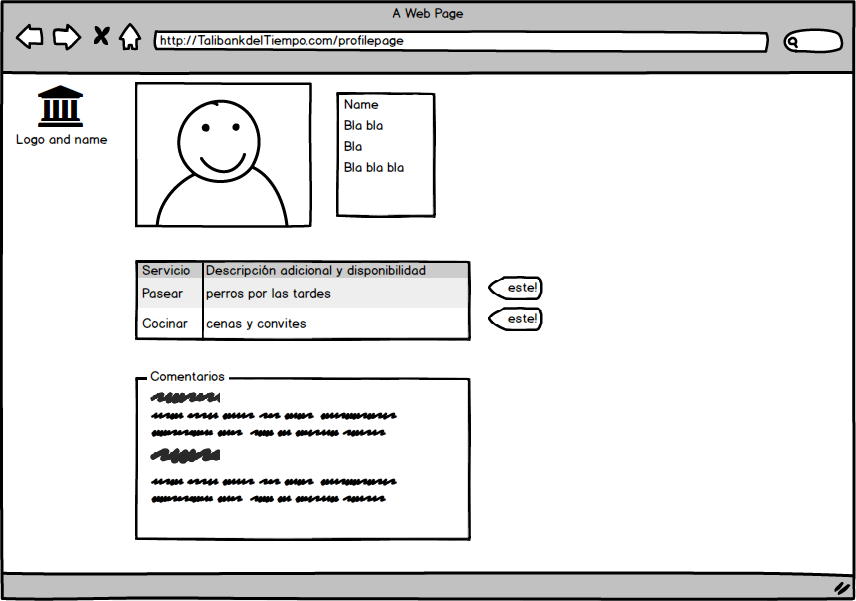 A Web Page
http://TalibankdelTiempo.com/profilepage
Logo and name
Name
Bla bla
Bla
Bla bla bla
Servicio Descripción adicional y disponibilidad
Pasear perros por las tardes
este!
Cocinar cenas y convites
este!
Comentarios